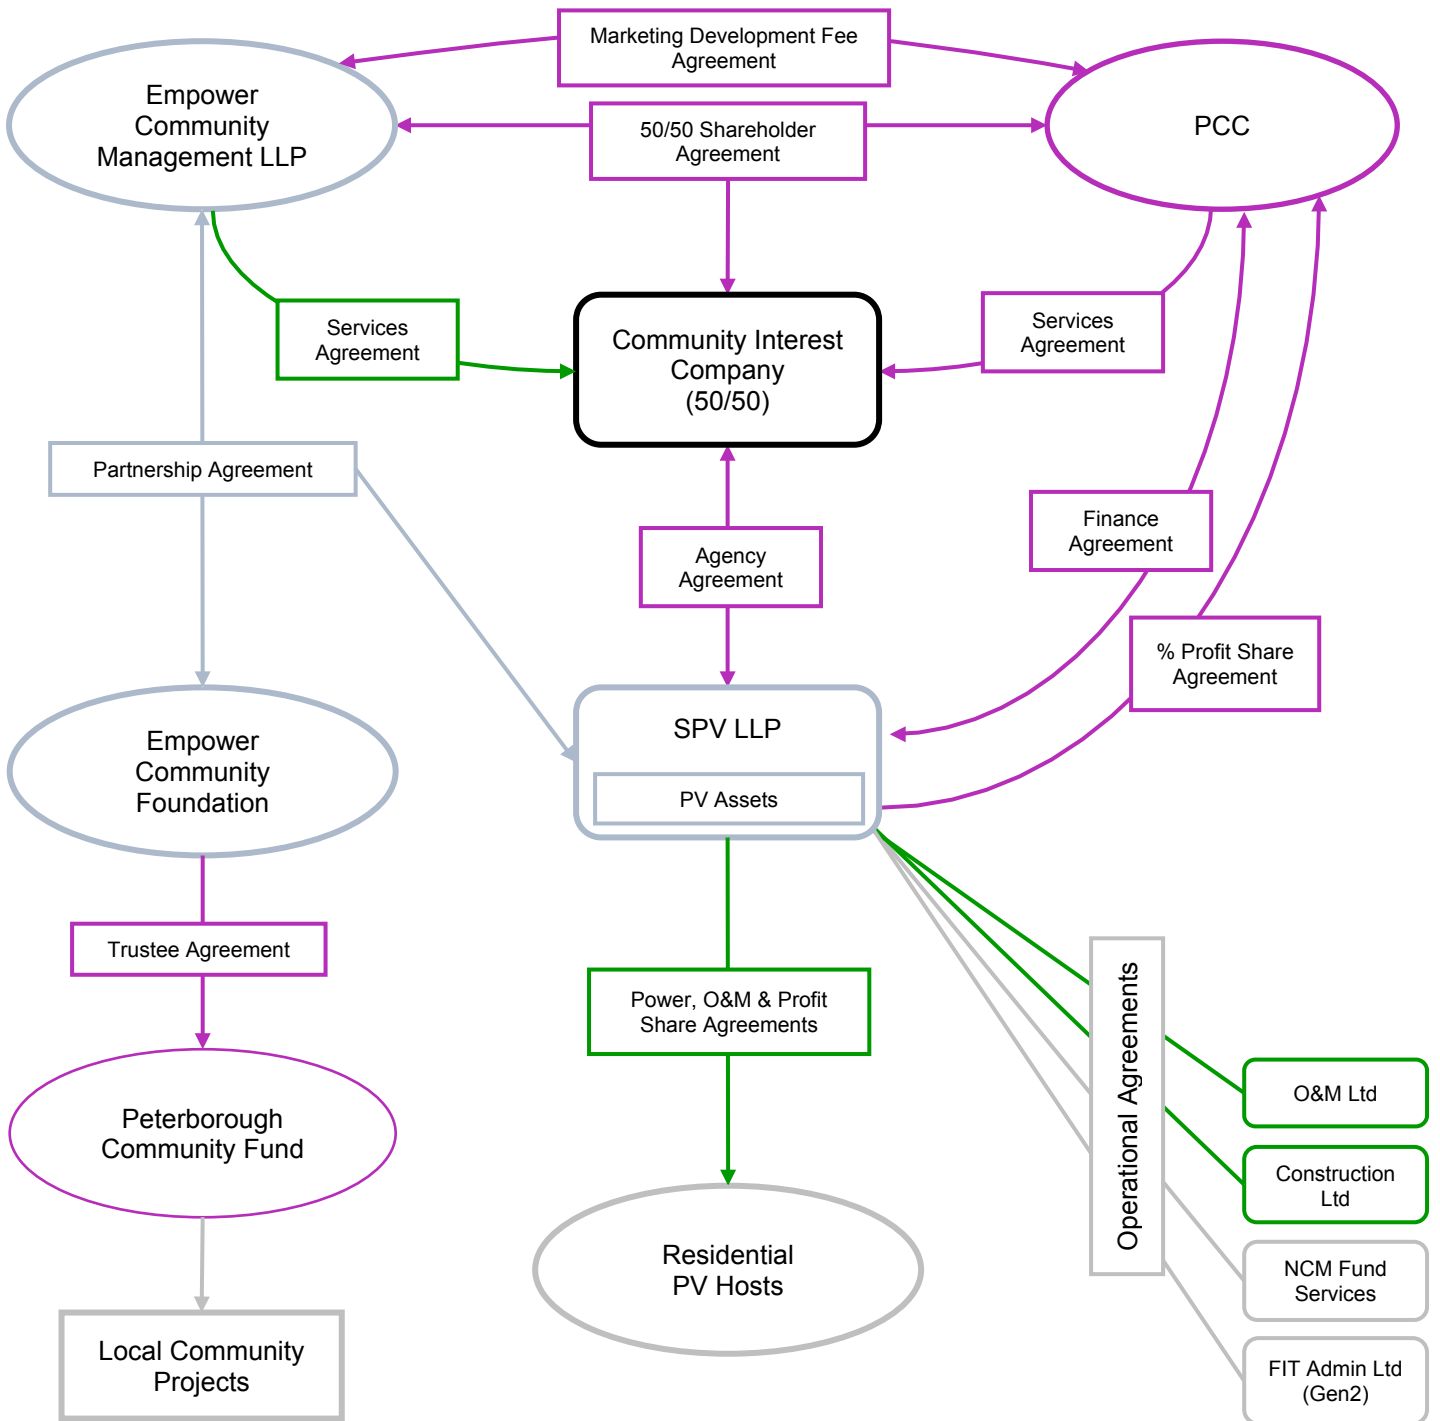 Marketing Development Fee
Agreement
Empower
Community
Management LLP
50/50 Shareholder
Agreement
PCC
Services
Agreement
Community Interest
Company
(50/50)
Services
Agreement
Partnership Agreement
Agency
Agreement
Finance
Agreement
% Profit Share
Agreement
Empower
Community
Foundation
SPV LLP
PV Assets
Trustee Agreement
Power, O&M & Profit
Share Agreements
Operational Agreements
Peterborough
Community Fund
O&M Ltd
Construction
Ltd
Residential
PV Hosts
NCM Fund
Services
Local Community
Projects
FIT Admin Ltd
(Gen2)